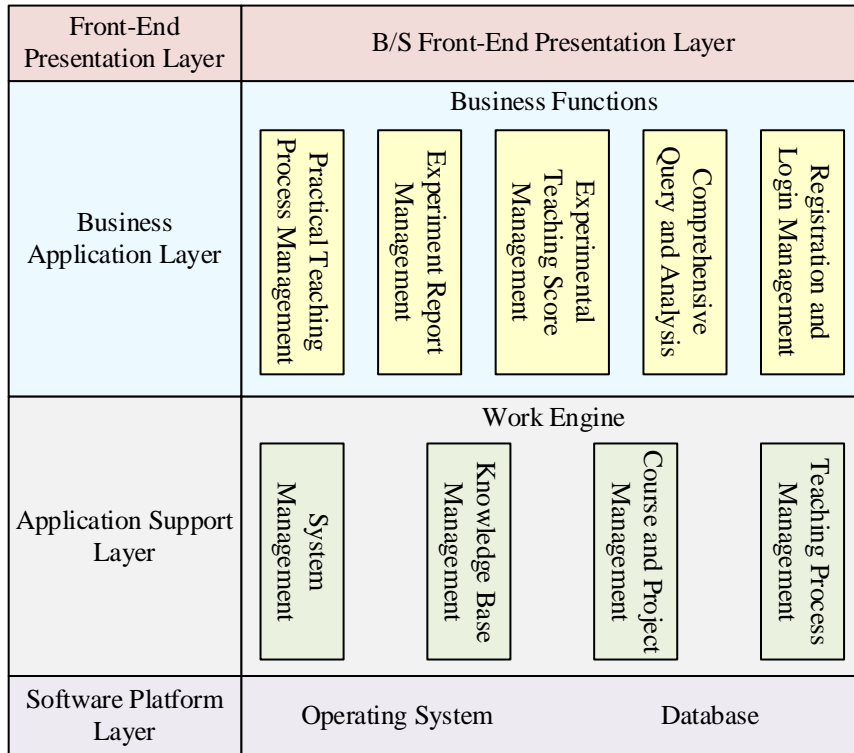 Front-End
Presentation Layer
B/S Front-End Presentation Layer
Business
Application Layer
Business Functions
Practical Teaching
Process Management
Experiment Report
Management
Experimental
Teaching Score
Management
Comprehensive
Query and Analysis
Registration and
Login Management
Application Support
Layer
Work Engine
System
Management
Knowledge Base
Management
Course and Project
Management
Teaching Process
Management
Software Platform
Layer
Operating System
Database